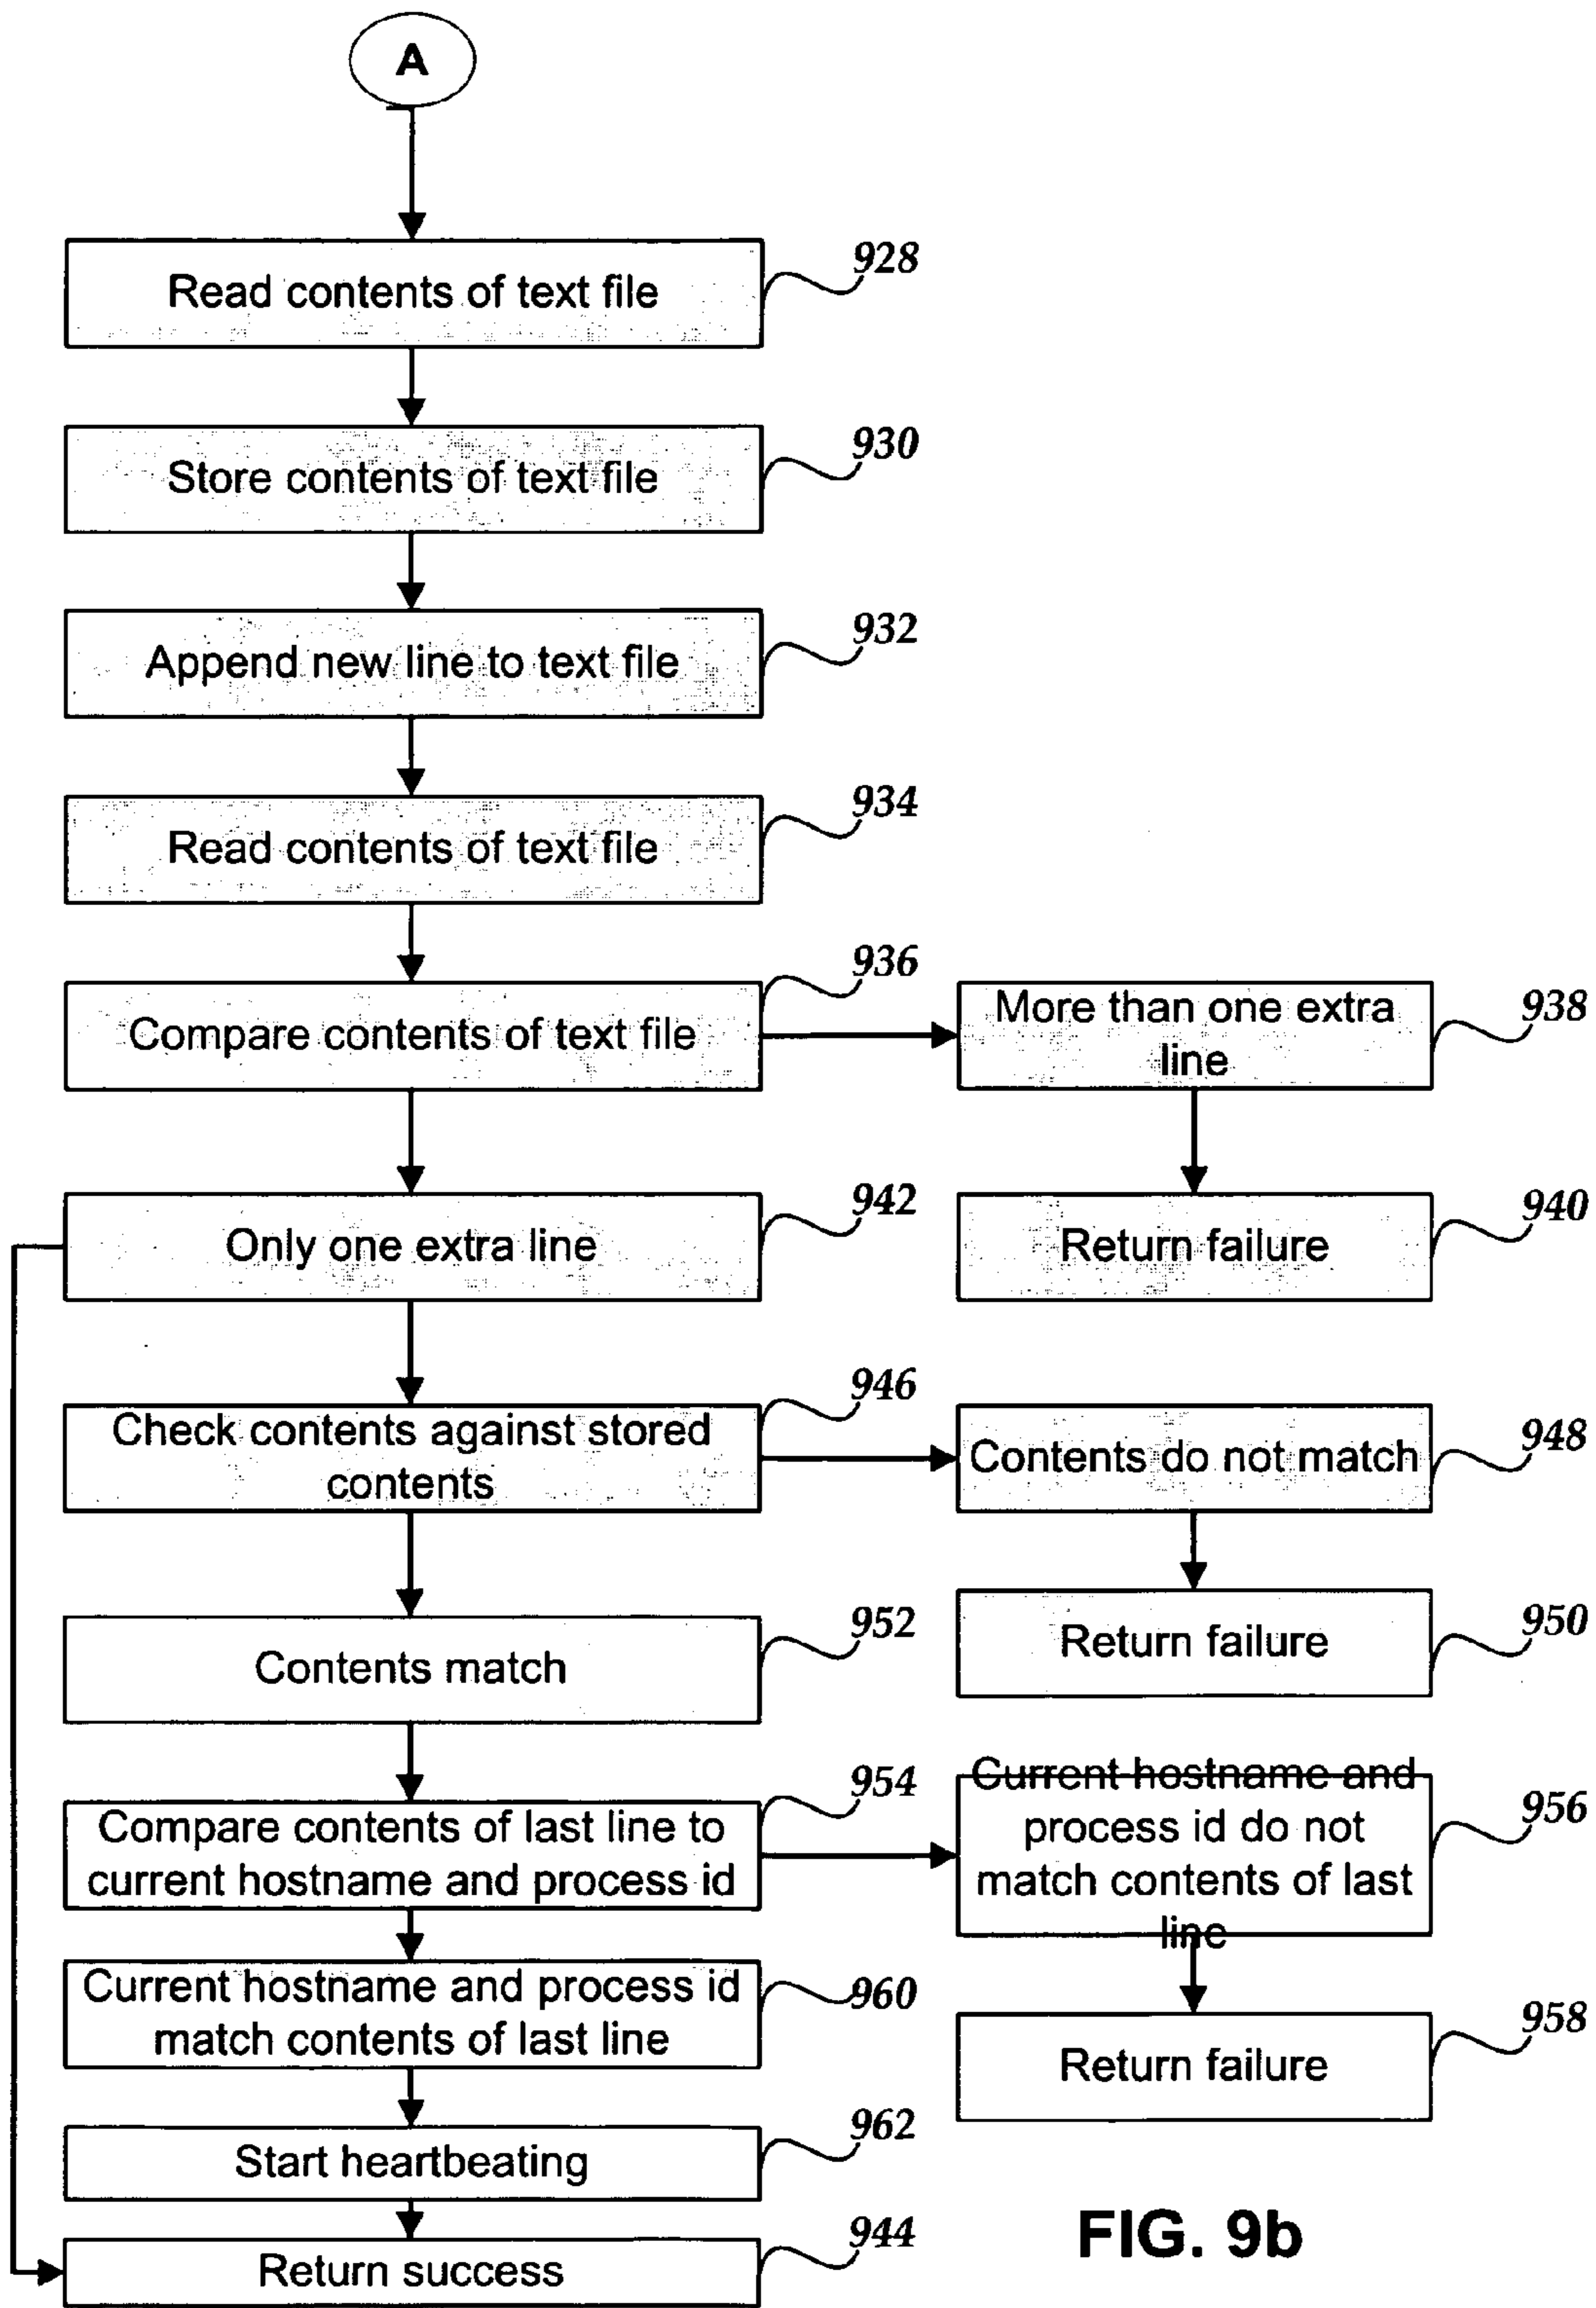 A
Read contents of text file
928
Store contents of text file
930
Append new line to text file
932
Read contents of text file
934
Compare contents of text file
936
More than one extra
line
938
Only one extra line
942
Return failure
940
Check contents against stored
contents
946
Contents do not match
948
Return failure
950
Contents match
952
Compare contents of last line to
current hostname and process id
954
Current hostname and
process id do not
match contents of last
line
956
Current hostname and process id
match contents of last line
960
Return failure
958
Start heartbeating
962
Return success
944
FIG. 9b